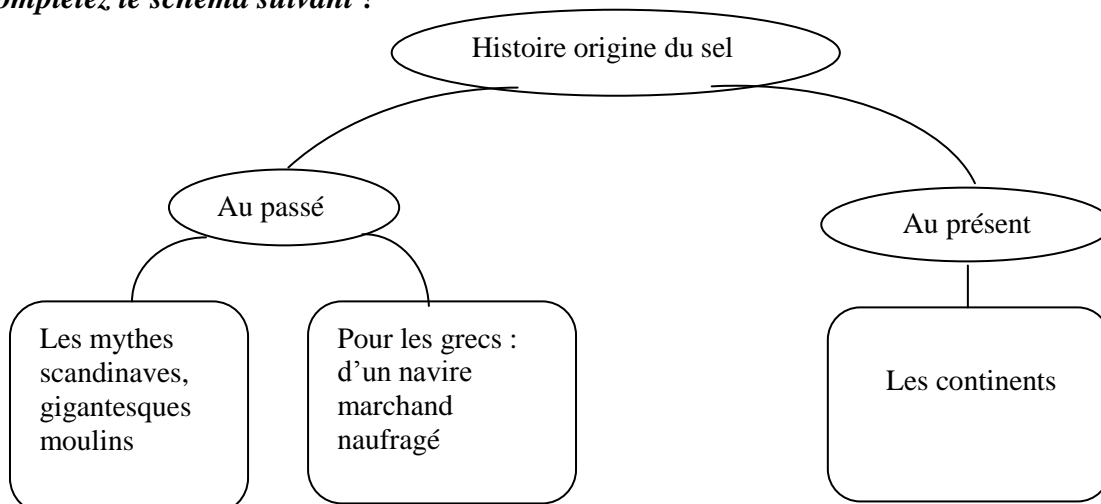 omplétez le schéma suivant :
Histoire origine du sel
Au passé
Au présent
Les mythes
scandinaves,
gigantesques
moulins
Pour les grecs :
d’un navire
marchand
naufragé
Les continents